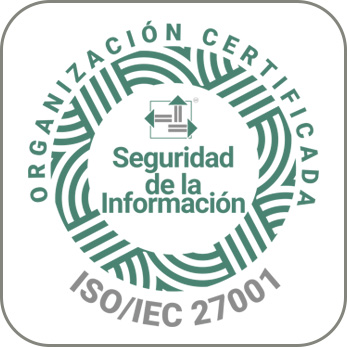 ORGANIZACIÓN CERTIFICADA
®
Seguridad
de la
Información
ISO/IEC 27001